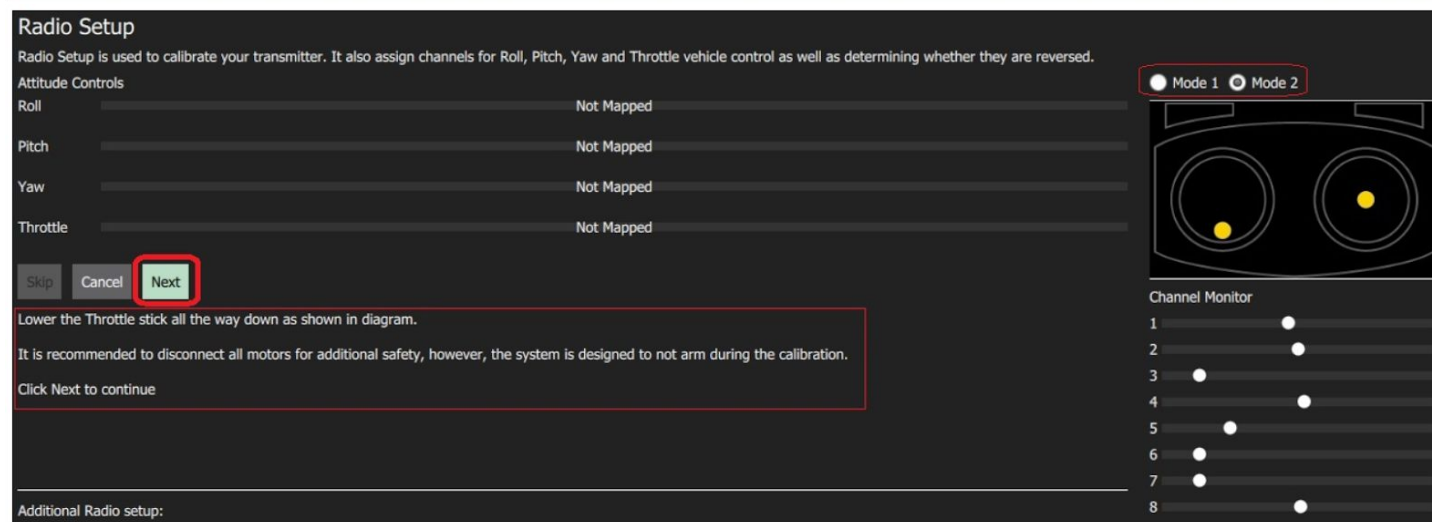 Radio Setup
Radio Setup is used to calibrate your transmitter. It also assign channels for Roll, Pitch, Yaw and Throttle vehicle control as well as determining whether they are reversed.
Attitude Controls
Roll Not Mapped
Pitch Not Mapped
Yaw Not Mapped
Throttle Not Mapped
Skip Cancel Next
Lower the Throttle stick all the way down as shown in diagram.
It is recommended to disconnect all motors for additional safety, however, the system is designed to not arm during the calibration.
Click Next to continue
Additional Radio setup:
Mode 1 Mode 2
Channel Monitor
1
2
3
4
5
6
7
8